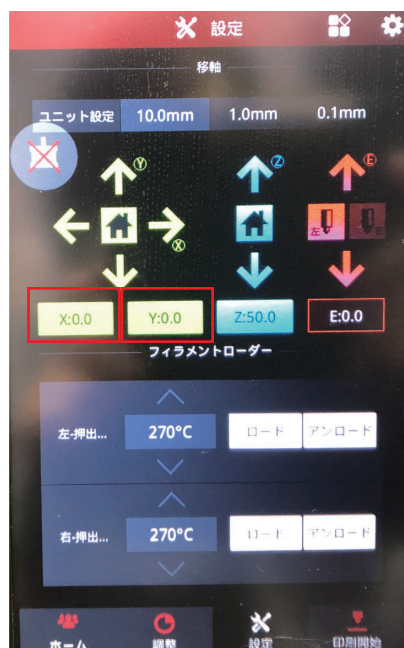 設定
移軸
ユニット設定 10.0mm 1.0mm 0.1mm
Y Z E
X
左 右
X:0.0 Y:0.0 Z:50.0 E:0.0
フィラメントローダー
左-押出... 270°C ロード アンロード
右-押出... 270°C ロード アンロード
ホーム 調整 設定 印刷開始